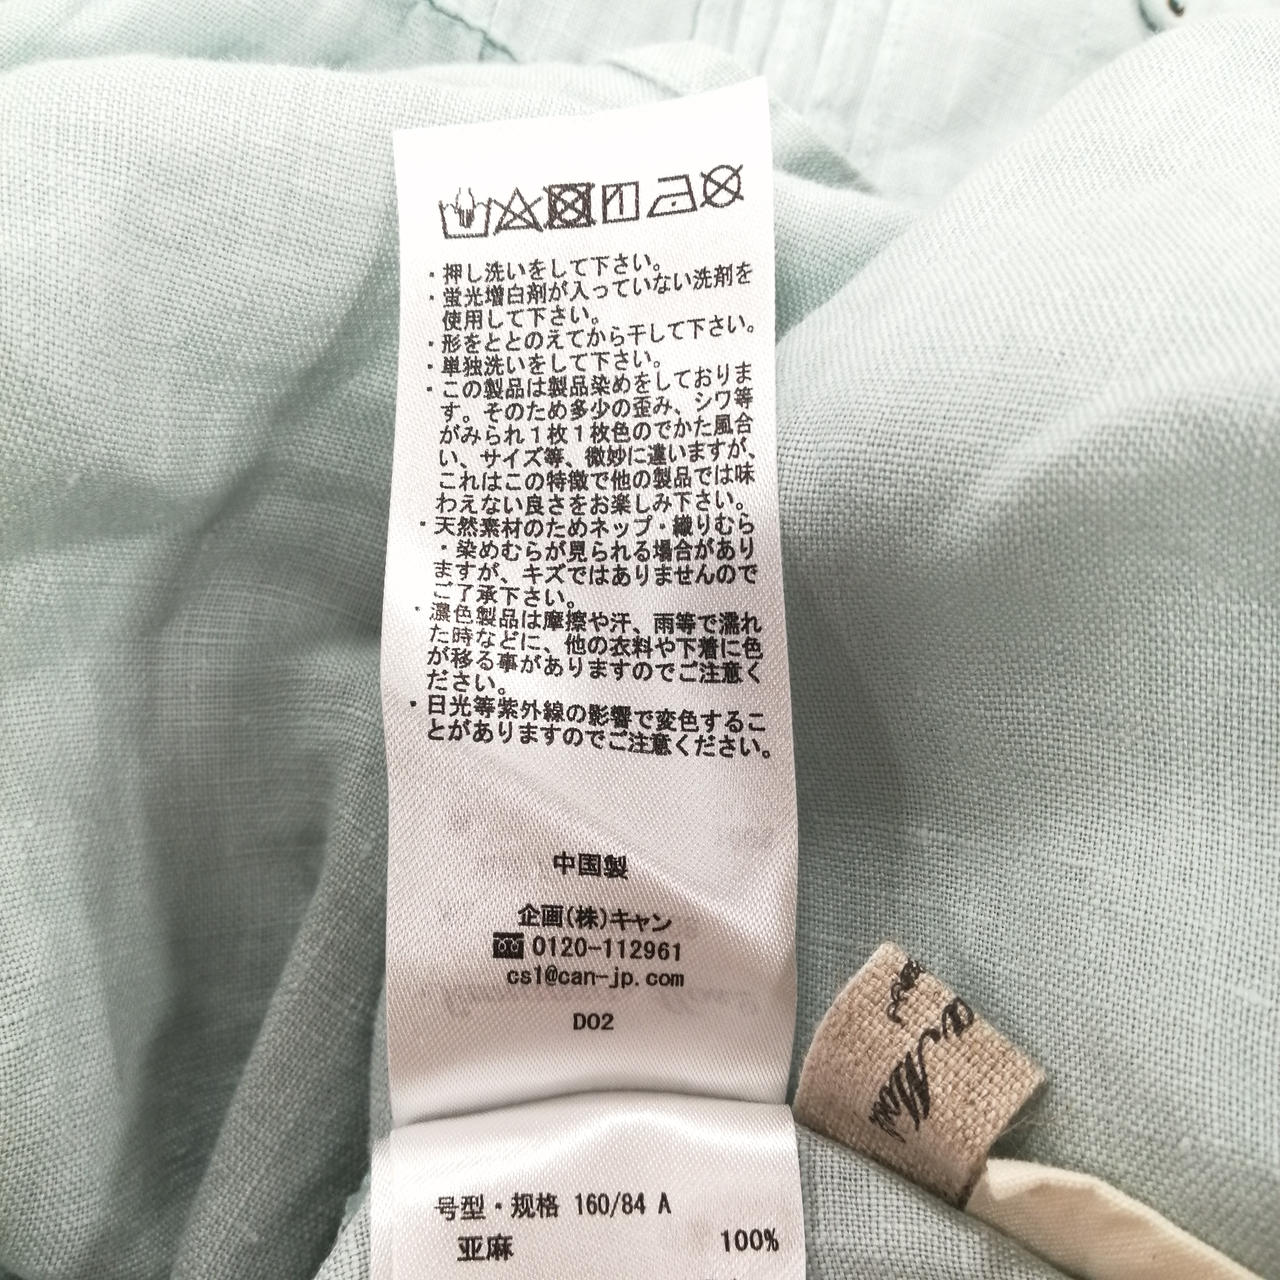 ・押し洗いをして下さい。
・蛍光増白剤が入っていない洗剤を
使用して下さい。
・形をととのえてから干して下さい。
・単独洗いをして下さい。
・この製品は製品染めをしておりま
す。そのため多少の歪み、シワ等
がみられ1枚1枚色のでかた風合
い、サイズ等、微妙に違いますが、
これはこの特徴で他の製品では味
わえない良さをお楽しみ下さい。
・天然素材のためネップ・織りむら
・染めむらが見られる場合があり
ますが、キズではありませんので
ご了承下さい。
・濃色製品は摩擦や汗、雨等で濡れ
た時などに、他の衣料や下着に色
が移る事がありますのでご注意く
ださい。
・日光等紫外線の影響で変色するこ
とがありますのでご注意ください。
中国製
企画(株)キャン
0120-112961
cs1@can-jp.com
D02
号型・规格 160/84 A
亚麻 100%